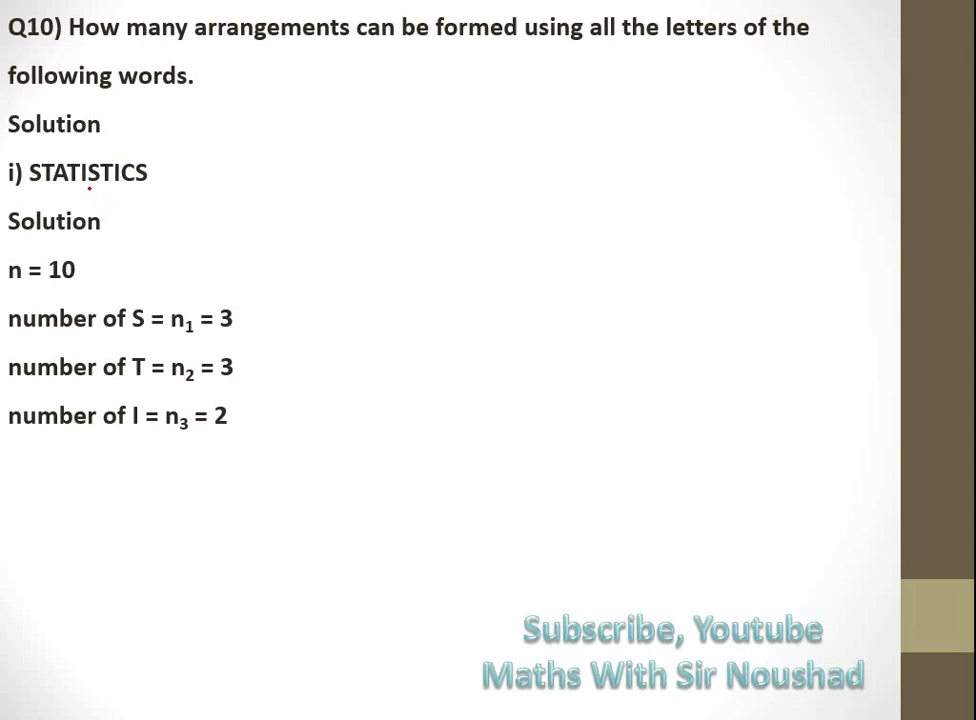 Q10) How many arrangements can be formed using all the letters of the
following words.
Solution
i) STATISTICS
Solution
n = 10
number of S = n₁ = 3
number of T = n₂ = 3
number of I = n₃ = 2
Subscribe, Youtube
Maths With Sir Noushad